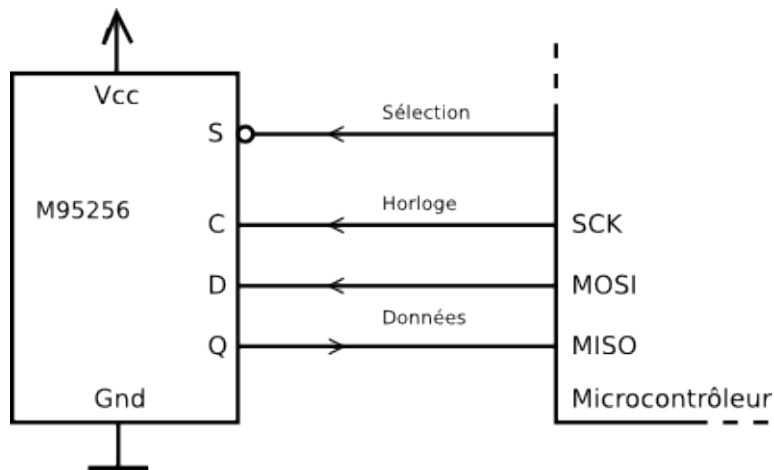 Vcc
S
Sélection
M95256
C
Horloge
SCK
D
MOSI
Données
Q
MISO
Gnd
Microcontrôleur